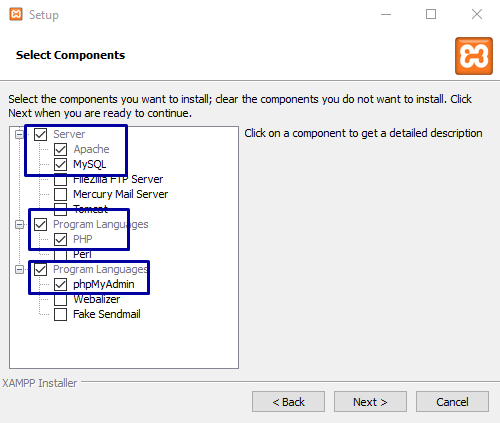 Setup
Select Components
Select the components you want to install; clear the components you do not want to install. Click
Next when you are ready to continue.
Server
Apache
MySQL
FileZilla FTP Server
Mercury Mail Server
Tomcat
Program Languages
PHP
Perl
Program Languages
phpMyAdmin
Webalizer
Fake Sendmail
Click on a component to get a detailed description
XAMPP Installer
< Back
Next >
Cancel